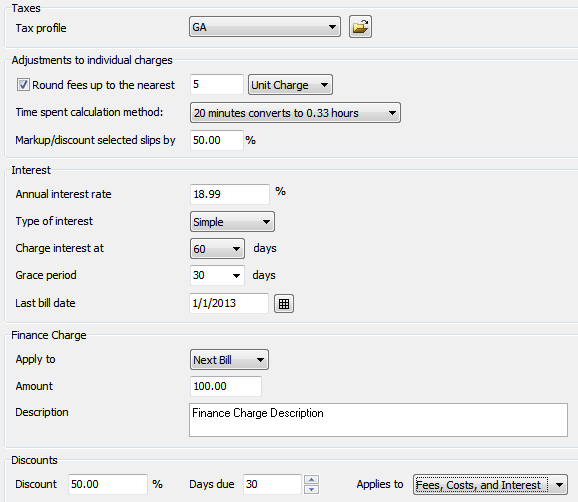 Taxes
Tax profile GA
Adjustments to individual charges
Round fees up to the nearest 5 Unit Charge
Time spent calculation method: 20 minutes converts to 0.33 hours
Markup/discount selected slips by 50.00 %
Interest
Annual interest rate 18.99 %
Type of interest Simple
Charge interest at 60 days
Grace period 30 days
Last bill date 1/1/2013
Finance Charge
Apply to Next Bill
Amount 100.00
Description Finance Charge Description
Discounts
Discount 50.00 % Days due 30 Applies to Fees, Costs, and Interest